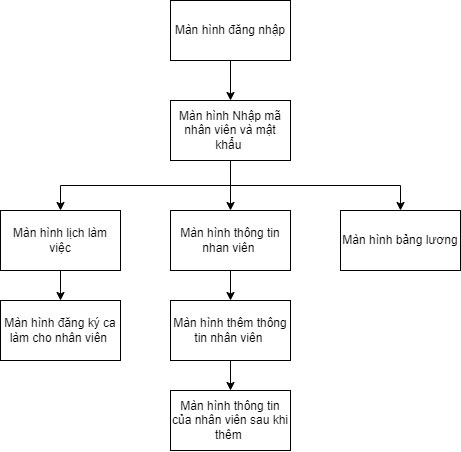 Màn hình đăng nhập
Màn hình Nhập mã
nhân viên và mật
khẩu
Màn hình lịch làm
việc
Màn hình thông tin
nhan viên
Màn hình bảng lương
Màn hình đăng ký ca
làm cho nhân viên
Màn hình thêm thông
tin nhân viên
Màn hình thông tin
của nhân viên sau khi
thêm